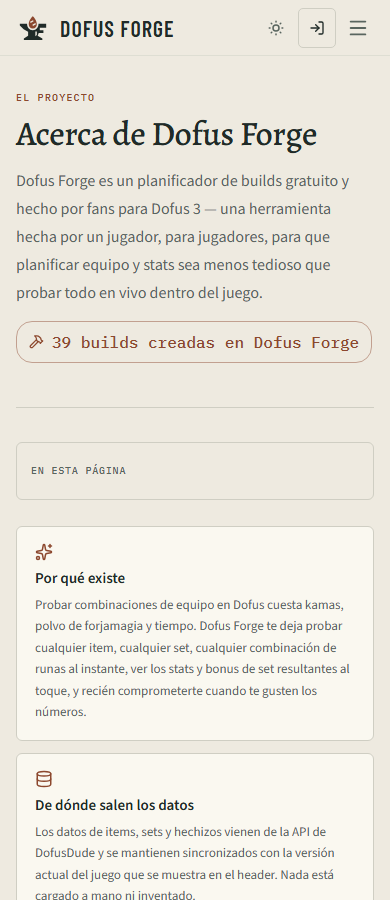 DOFUS FORGE
EL PROYECTO
Acerca de Dofus Forge
Dofus Forge es un planificador de builds gratuito y
hecho por fans para Dofus 3 — una herramienta
hecha por un jugador, para jugadores, para que
planificar equipo y stats sea menos tedioso que
probar todo en vivo dentro del juego.
39 builds creadas en Dofus Forge
EN ESTA PÁGINA
Por qué existe
Probar combinaciones de equipo en Dofus cuesta kamas,
polvo de forjamagia y tiempo. Dofus Forge te deja probar
cualquier item, cualquier set, cualquier combinación de
runas al instante, ver los stats y bonus de set resultantes al
toque, y recién comprometerte cuando te gusten los
números.
De dónde salen los datos
Los datos de items, sets y hechizos vienen de la API de
DofusDude y se mantienen sincronizados con la versión
actual del juego que se muestra en el header. Nada está
cargado a mano ni inventado.